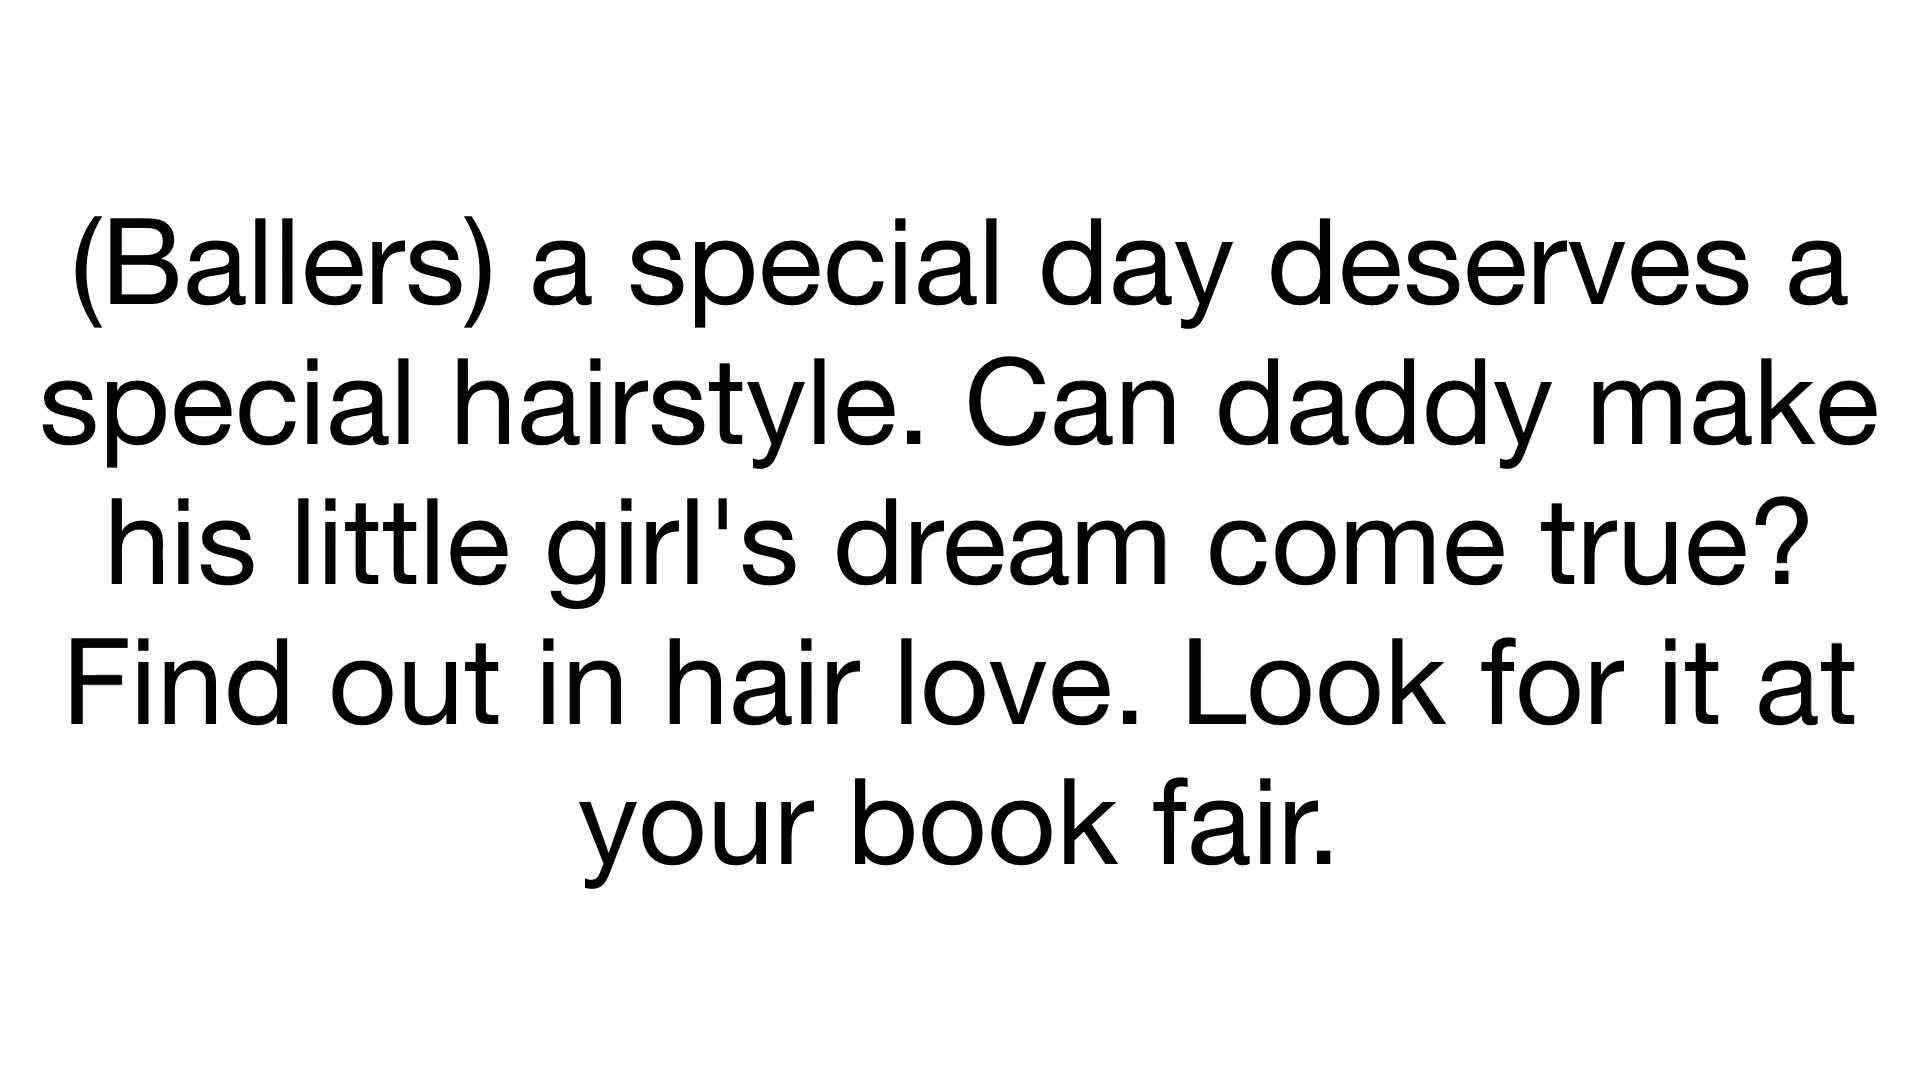 (Ballers) a special day deserves a
special hairstyle. Can daddy make
his little girl's dream come true?
Find out in hair love. Look for it at
your book fair.